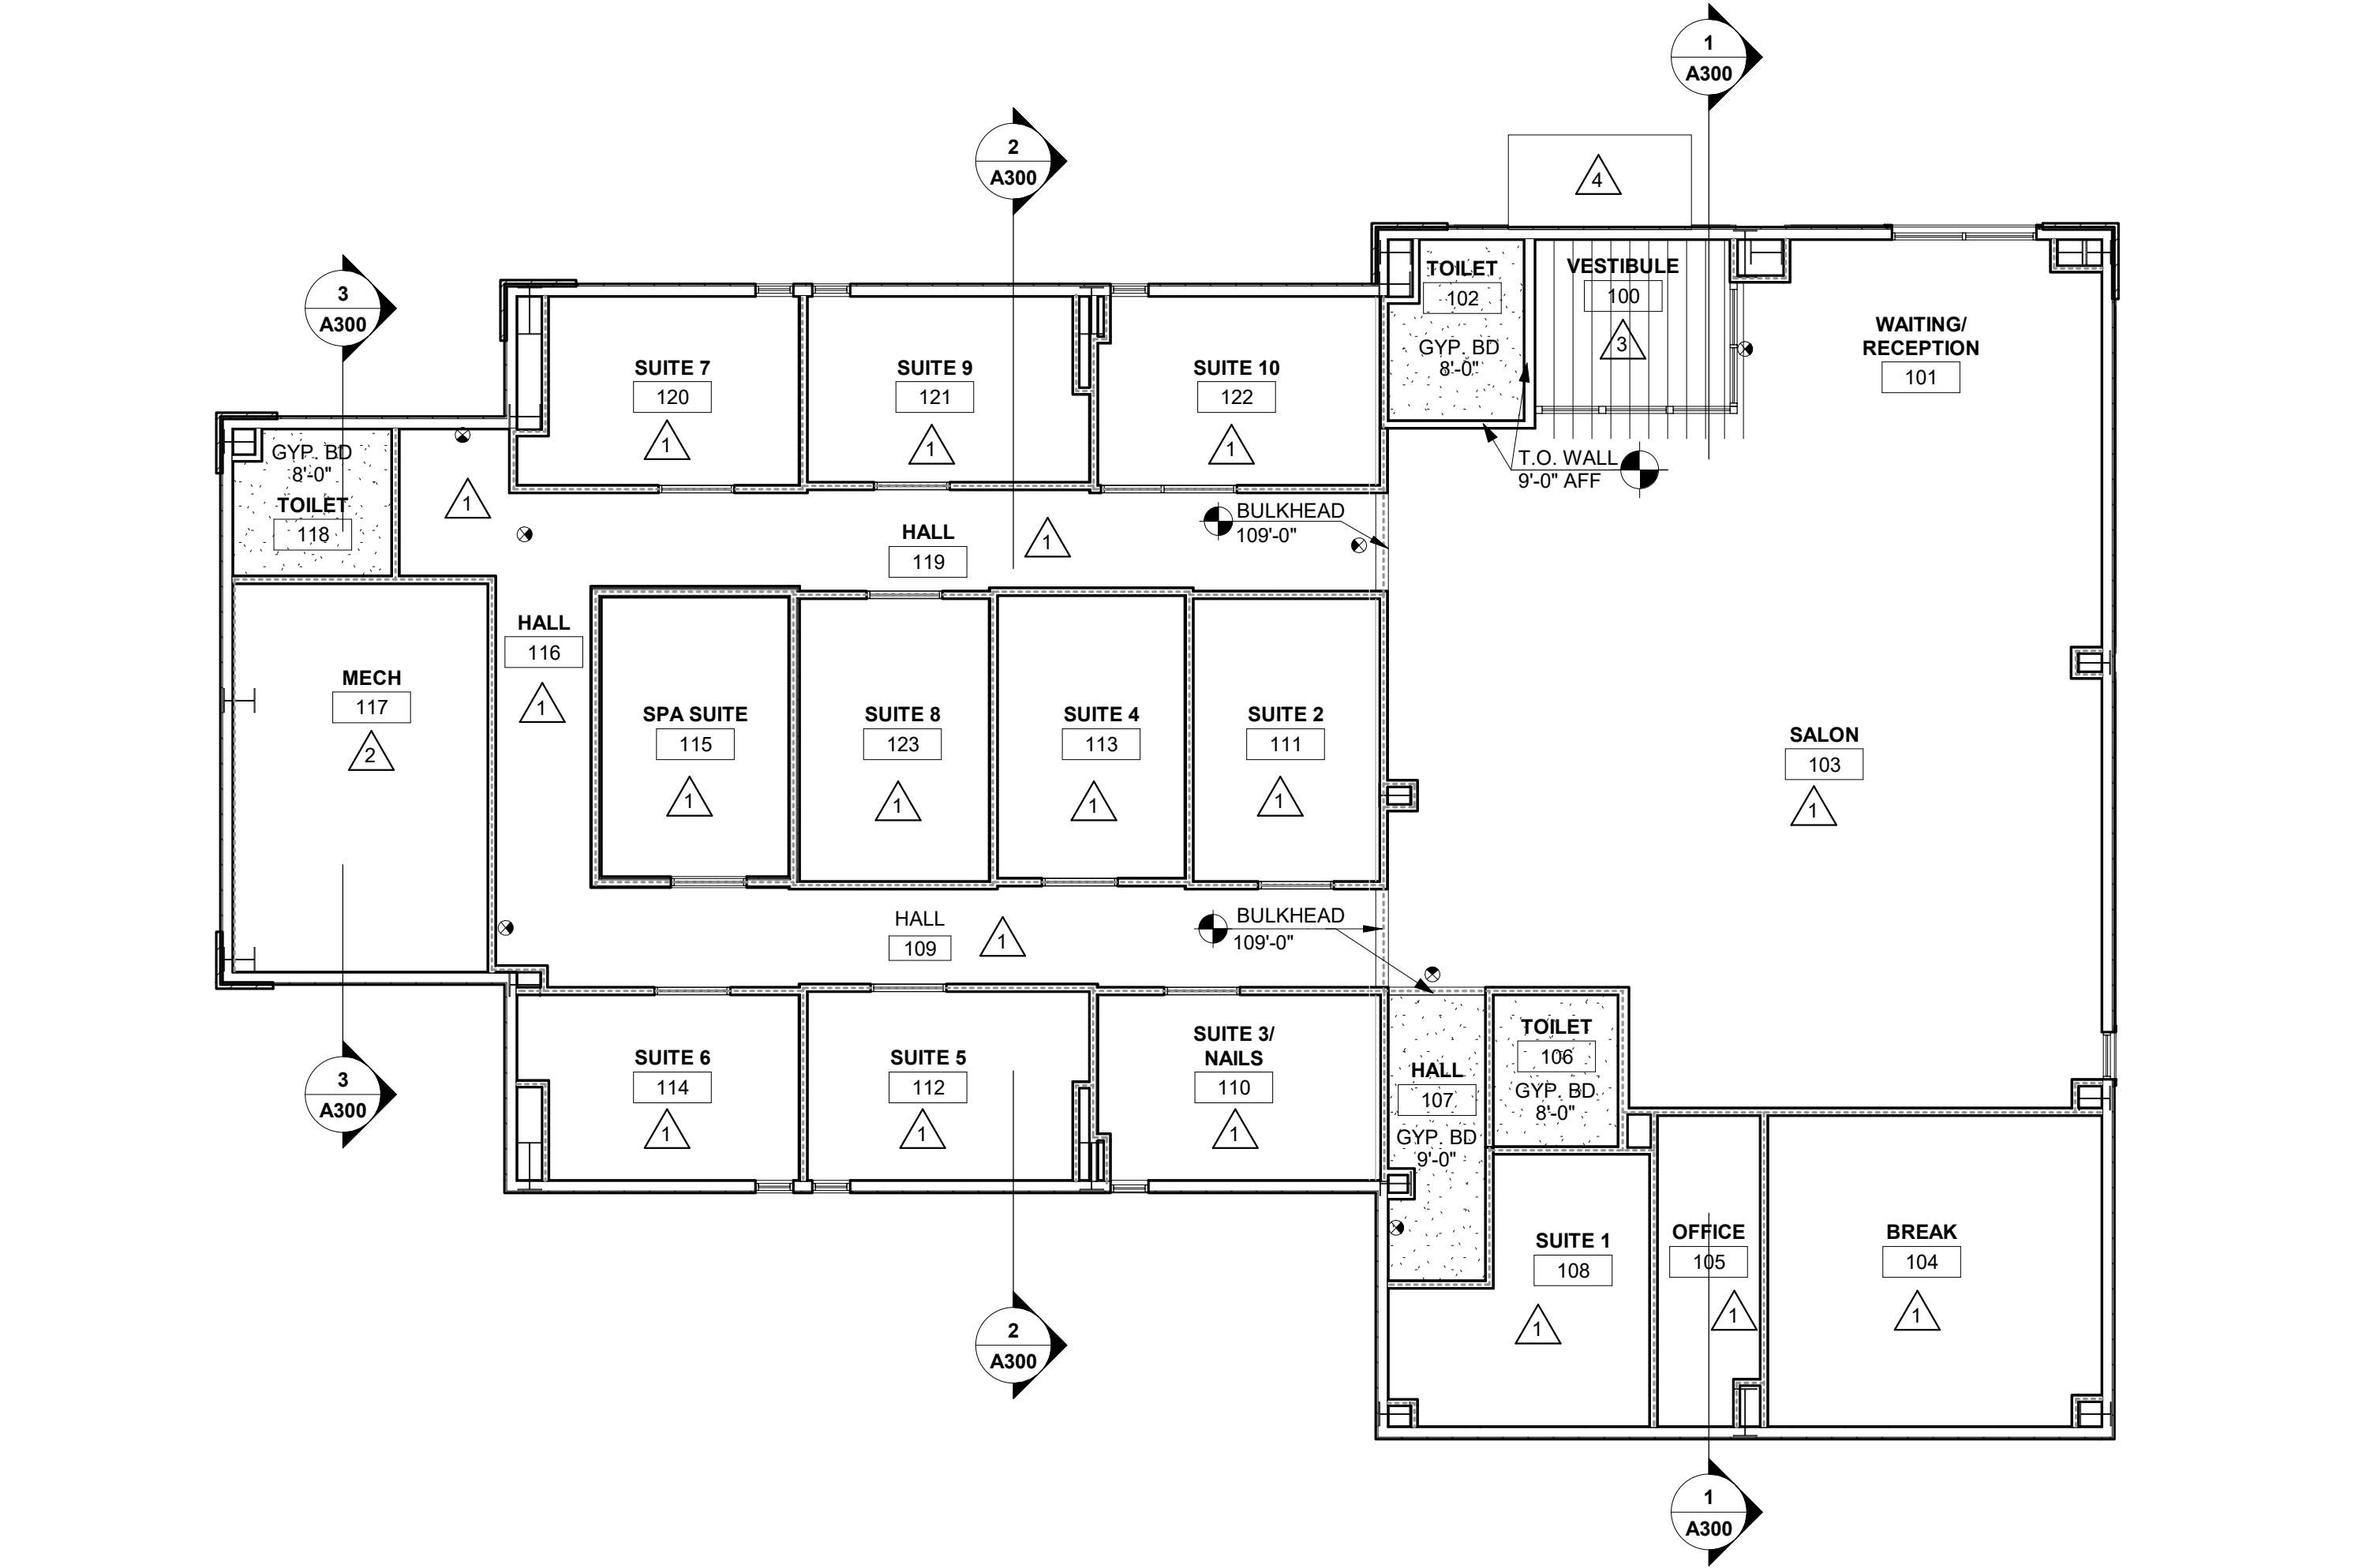 1
A300
2
A300
4
3
A300
TOILET
102
GYP. BD
8'-0"
VESTIBULE
100
3
WAITING/
RECEPTION
101
SUITE 7
120
1
SUITE 9
121
1
SUITE 10
122
1
GYP. BD
8'-0"
TOILET
118
1
T.O. WALL
9'-0" AFF
BULKHEAD
109'-0"
HALL
119
1
HALL
116
1
MECH
117
2
SPA SUITE
115
1
SUITE 8
123
1
SUITE 4
113
1
SUITE 2
111
1
SALON
103
1
HALL
109
1
BULKHEAD
109'-0"
SUITE 6
114
1
SUITE 5
112
1
SUITE 3/
NAILS
110
1
HALL
107
GYP. BD
9'-0"
TOILET
106
GYP. BD
8'-0"
3
A300
SUITE 1
108
1
OFFICE
105
1
BREAK
104
1
2
A300
1
A300